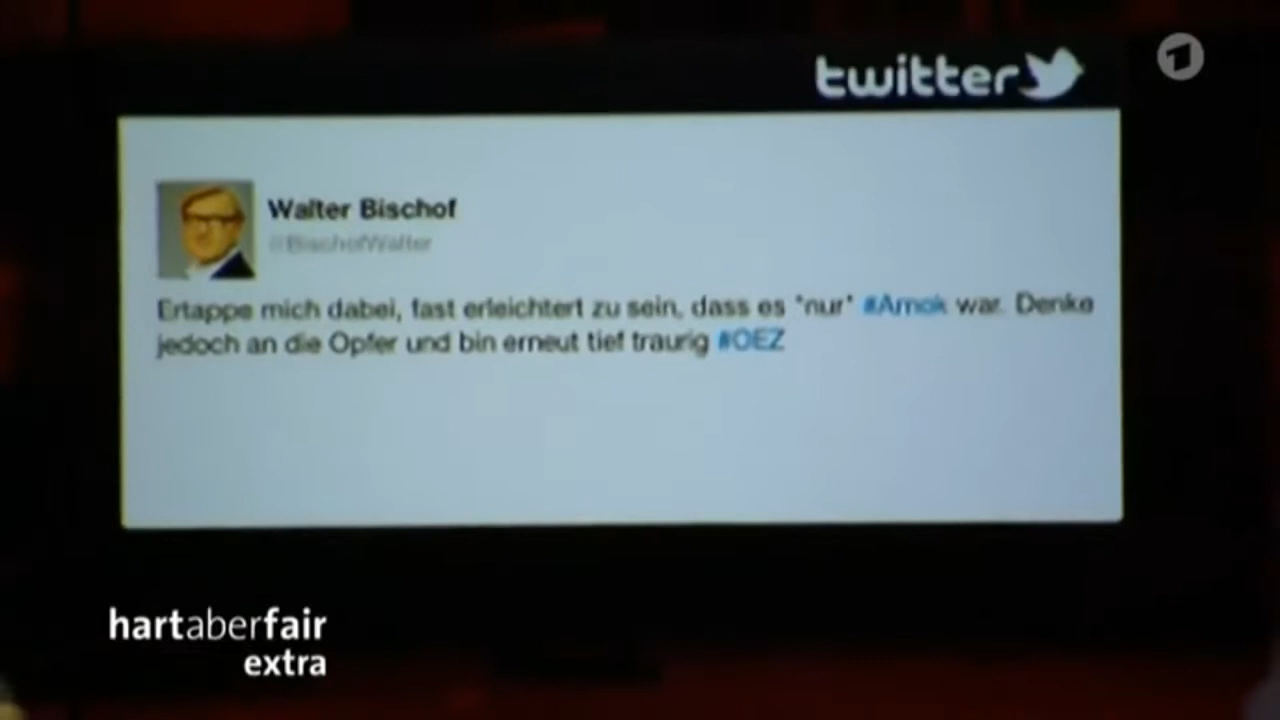 twitter
Walter Bischof
@BischofWalter
Ertappe mich dabei, fast erleichtert zu sein, dass es "nur" #Amok war. Denke
jedoch an die Opfer und bin erneut tief traurig #OEZ
hartaberfair
extra